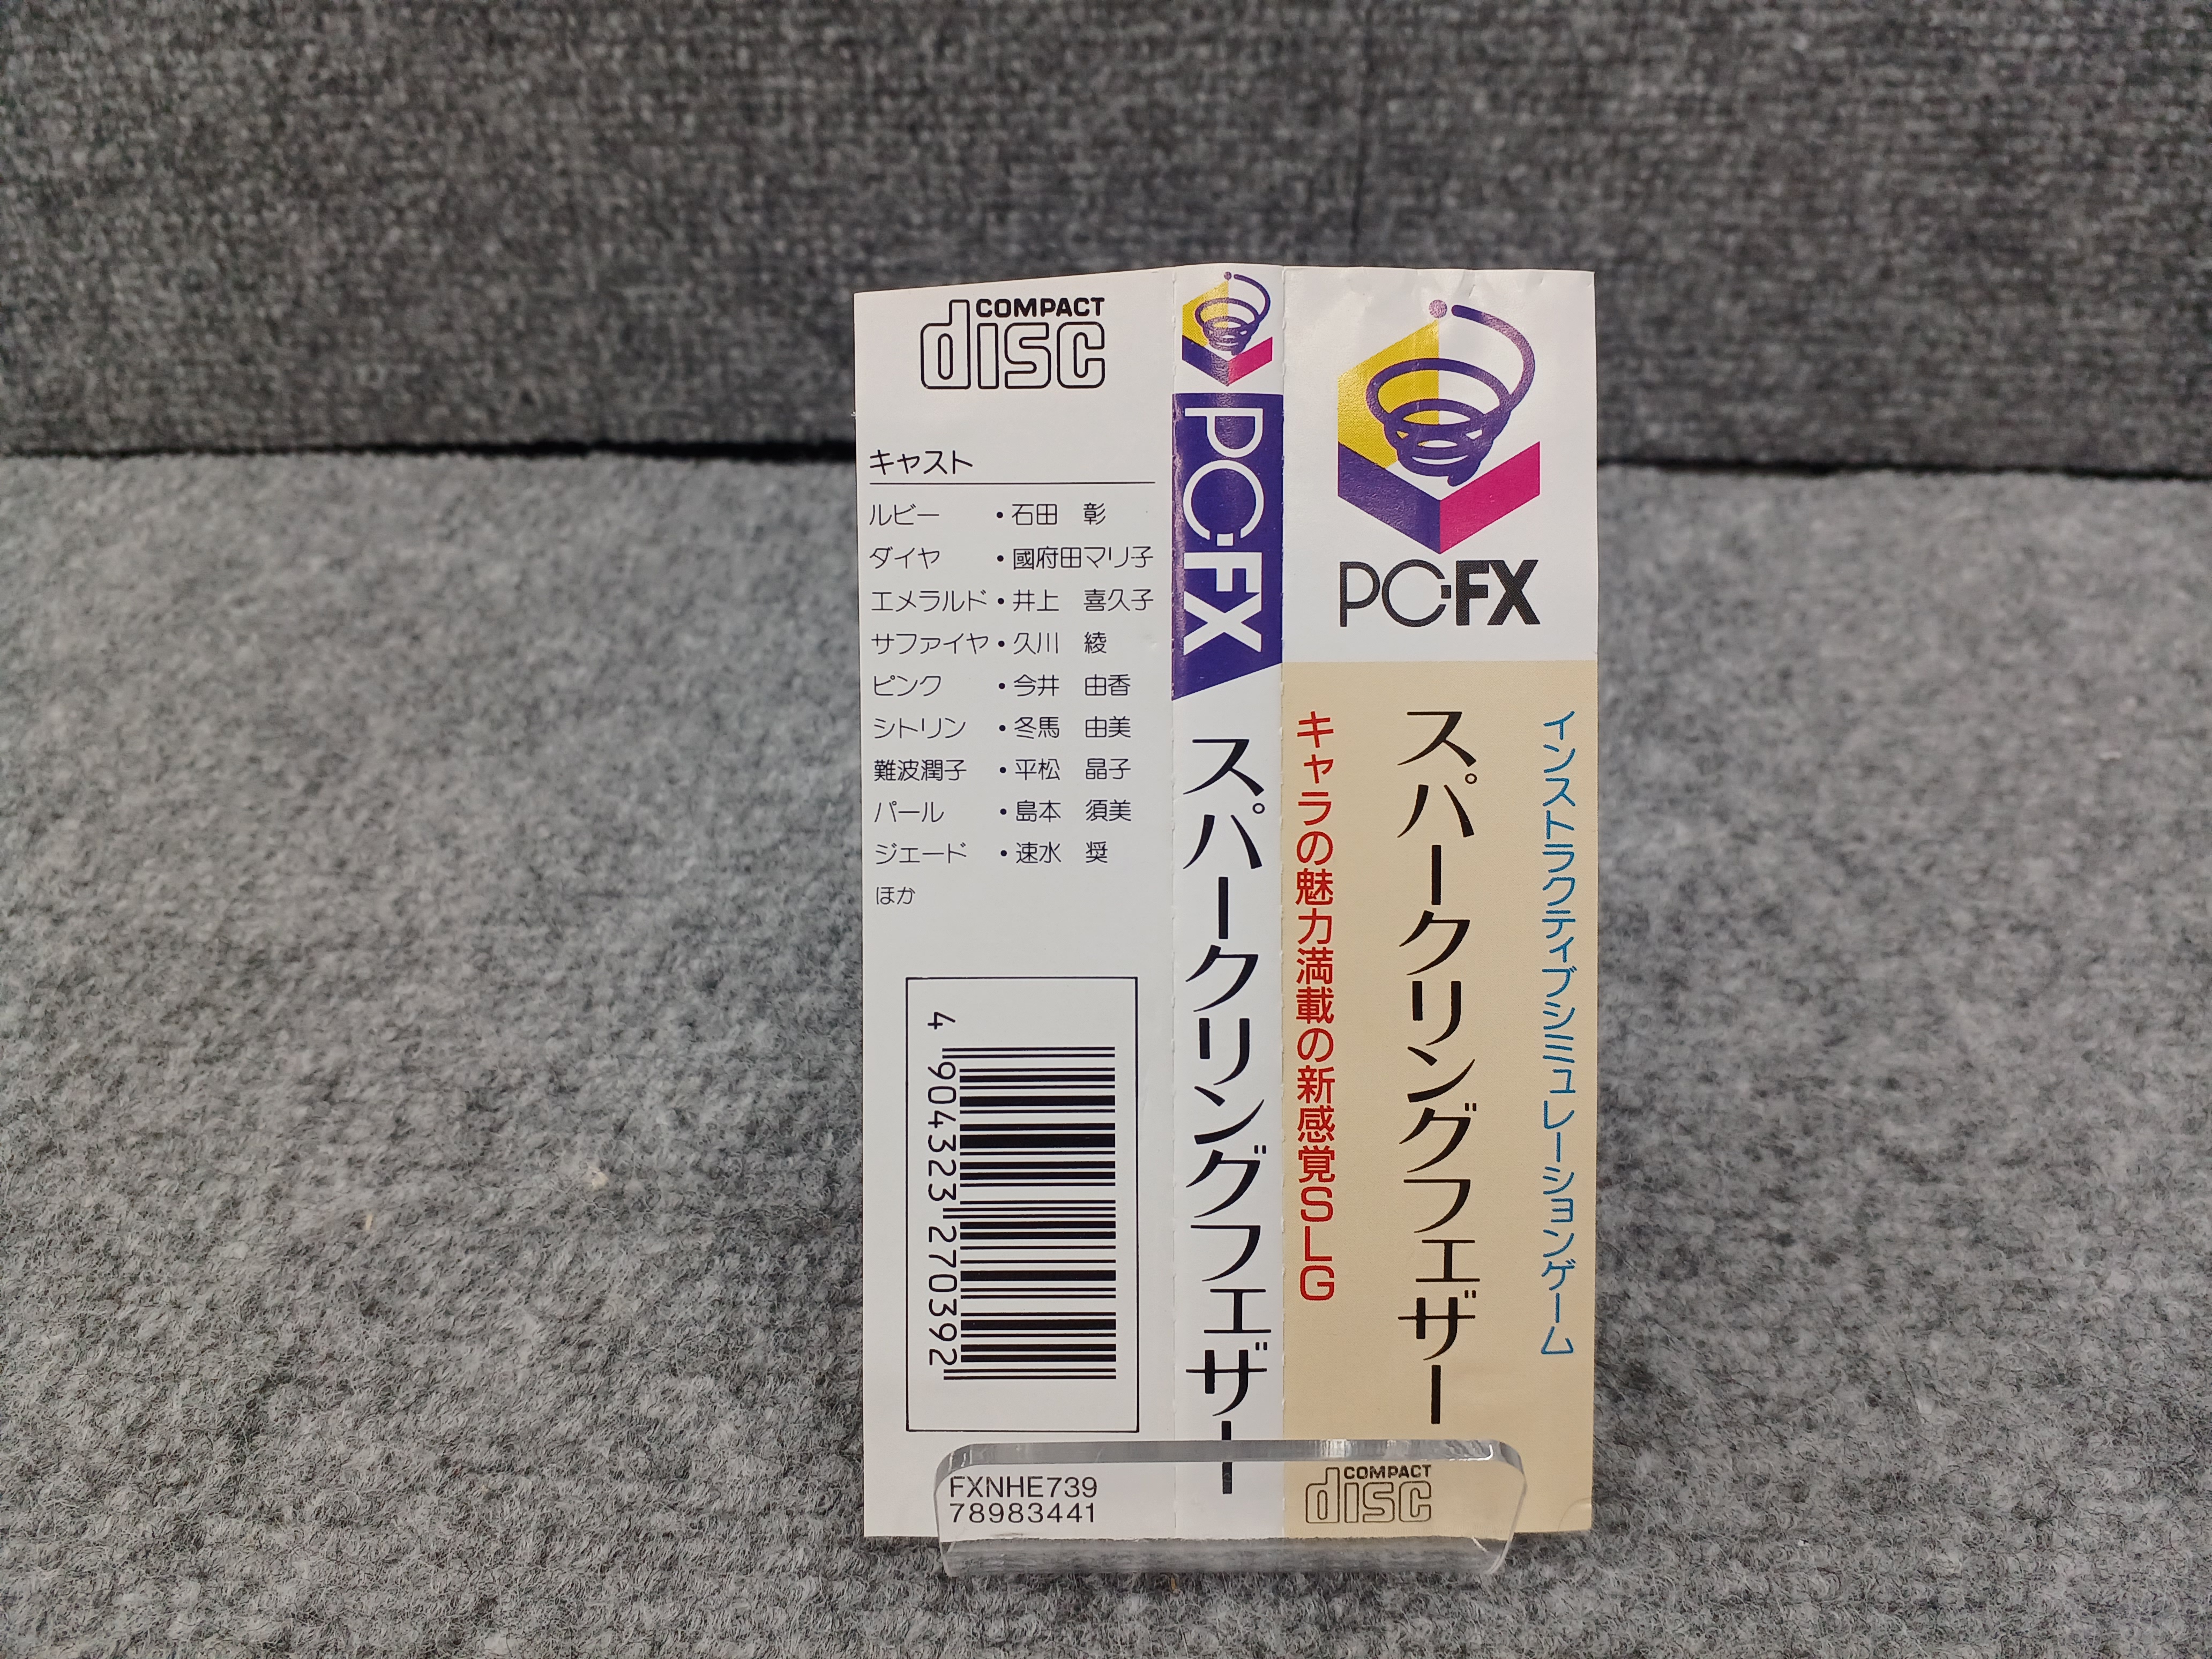 COMPACT
disc
キャスト
ルビー ・石田 彰
ダイヤ ・國府田マリ子
エメラルド・井上 喜久子
サファイヤ・久川 綾
ピンク ・今井 由香
シトリン ・冬馬 由美
難波潤子 ・平松 晶子
パール ・島本 須美
ジェード ・速水 奨
ほか
4 904323 270392
FXNHE739
78983441
PC-FX
スパークリングフェザー
PC-FX
インストラクティブシミュレーションゲーム
スパークリングフェザー
キャラの魅力満載の新感覚SLG
COMPACT
disc